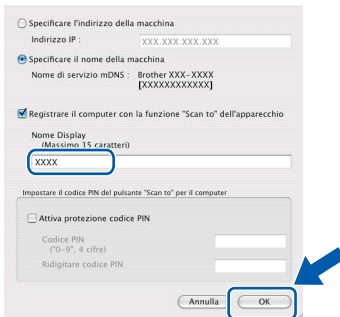 Specificare l'indirizzo della macchina
Indirizzo IP : XXX.XXX.XXX.XXX
Specificare il nome della macchina
Nome di servizio mDNS : Brother XXX-XXXX
[XXXXXXXXXXXX]
Registrare il computer con la funzione "Scan to" dell'apparecchio
Nome Display
(Massimo 15 caratteri)
XXXX
Impostare il codice PIN del pulsante "Scan to" per il computer
Attiva protezione codice PIN
Codice PIN
("0-9", 4 cifre)
Ridigitare codice PIN
Annulla OK